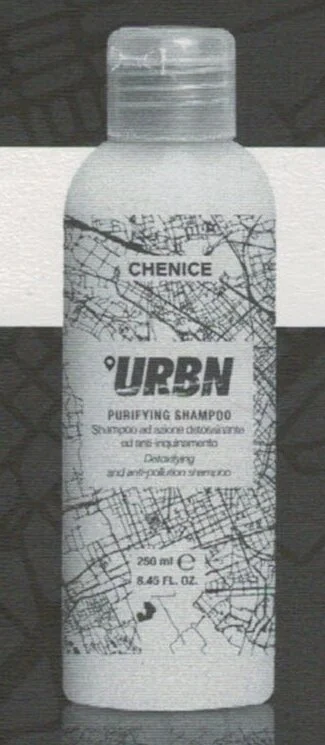 CHENICE
URBN
PURIFYING SHAMPOO
Shampoo ad azione detossinante
ad anti-inquinamento
Detoxifying
and anti-pollution shampoo
250 ml ℮
8.45 FL. OZ.